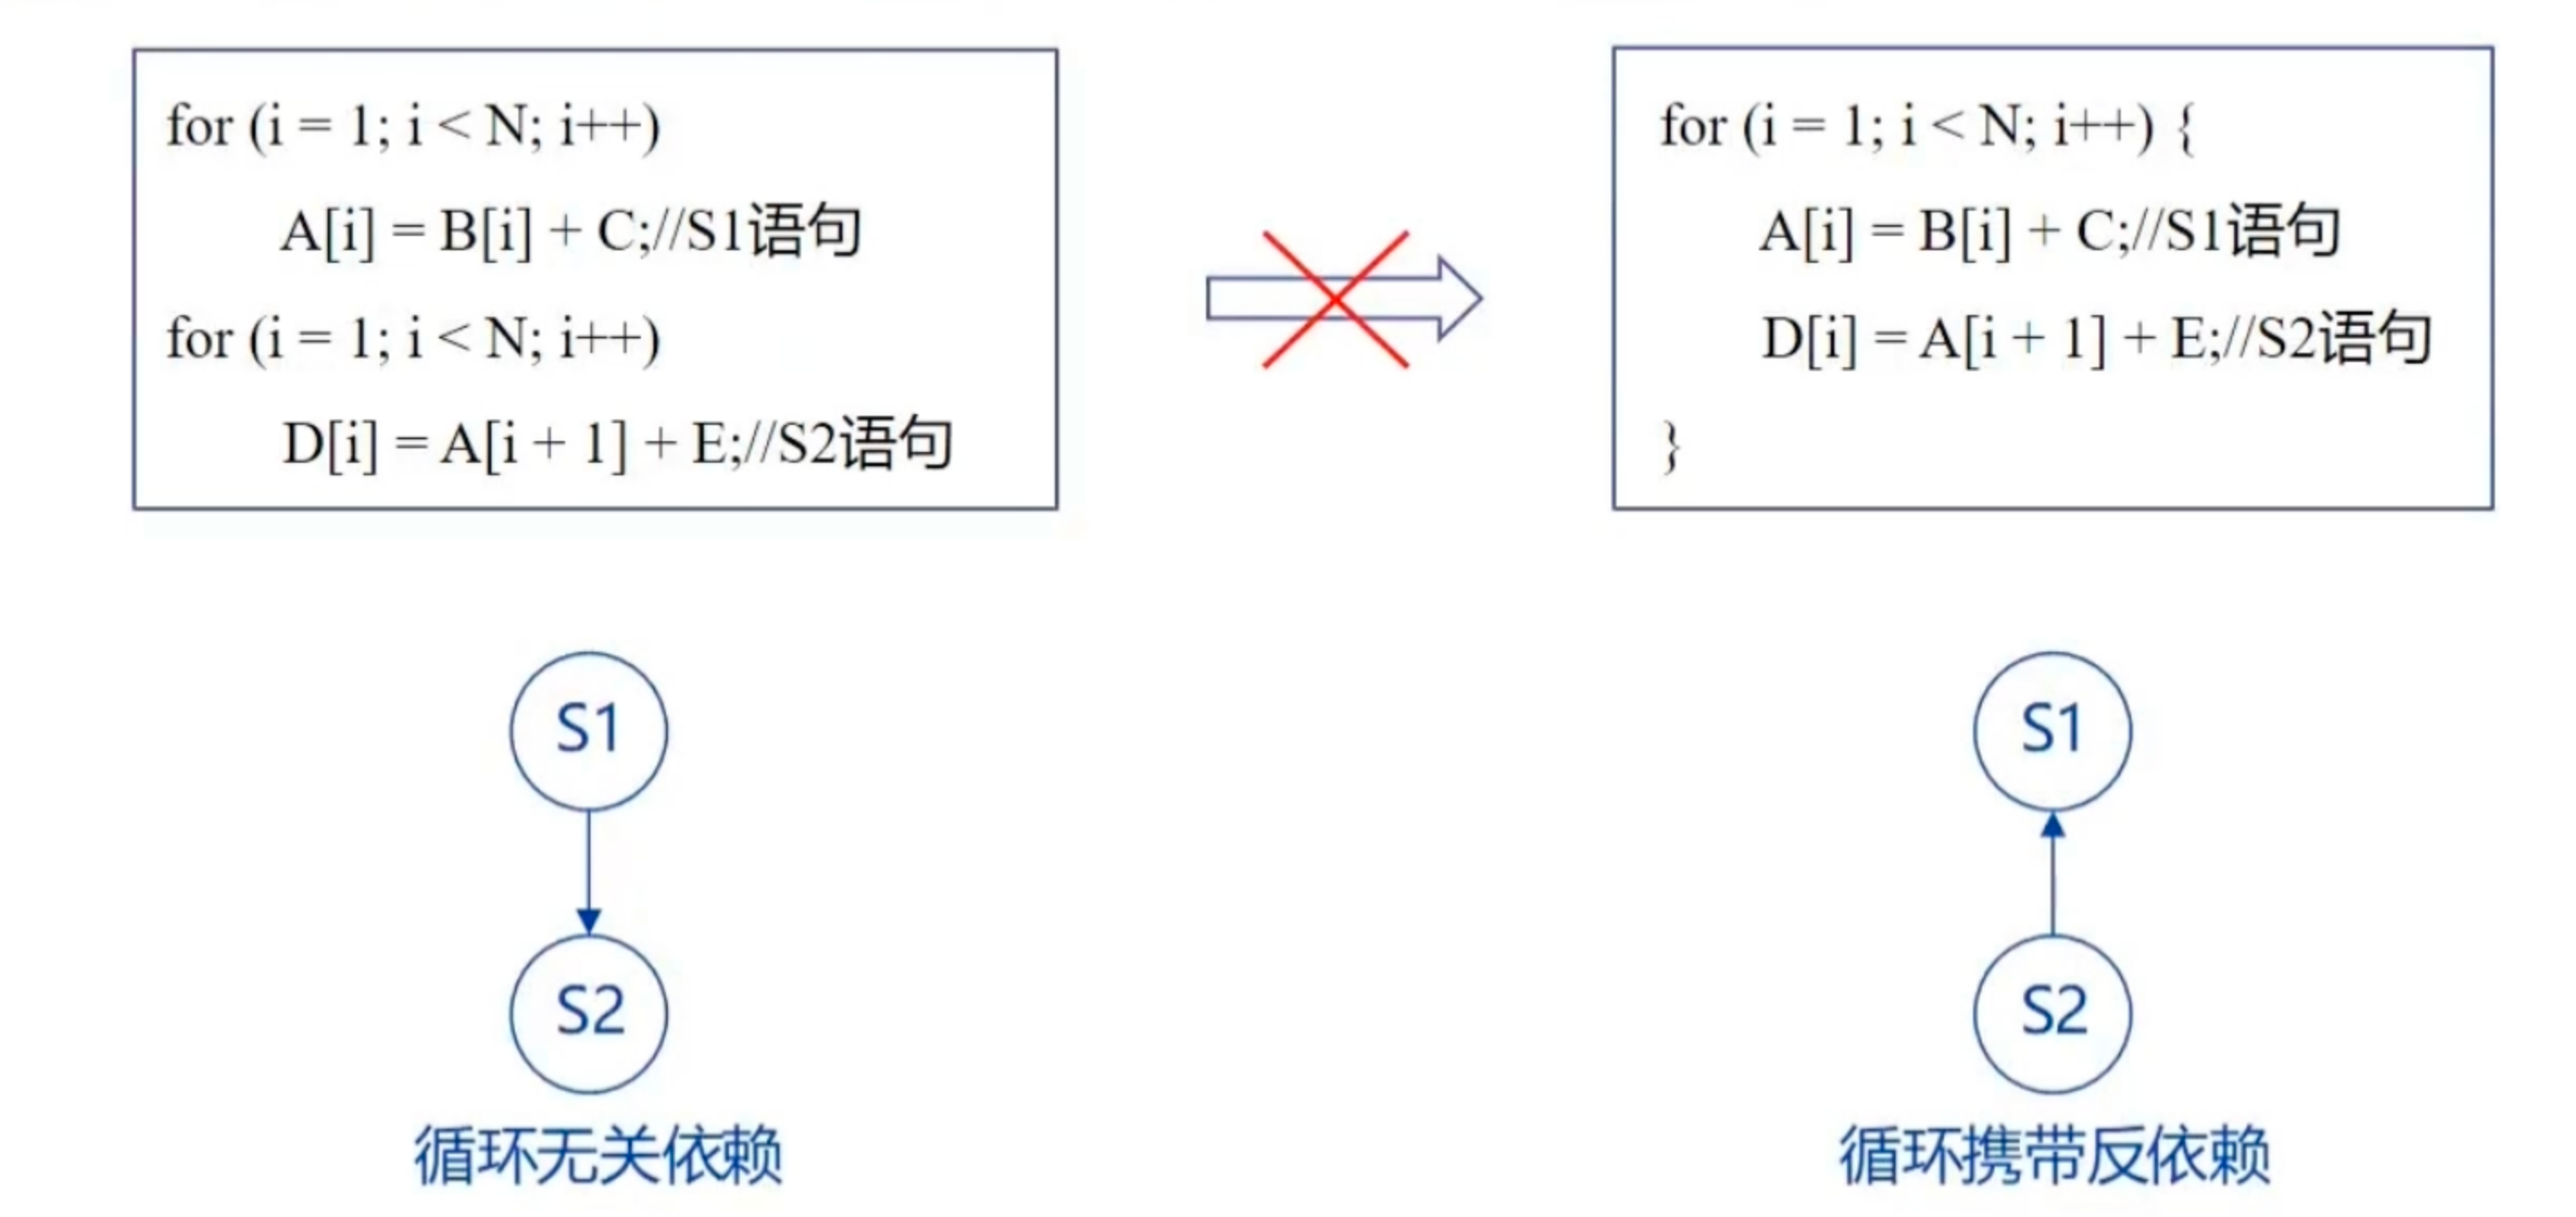 for (i = 1; i < N; i++)
A[i] = B[i] + C;//S1语句
for (i = 1; i < N; i++)
D[i] = A[i + 1] + E;//S2语句
for (i = 1; i < N; i++) {
A[i] = B[i] + C;//S1语句
D[i] = A[i + 1] + E;//S2语句
}
S1
S2
循环无关依赖
S1
S2
循环携带反依赖